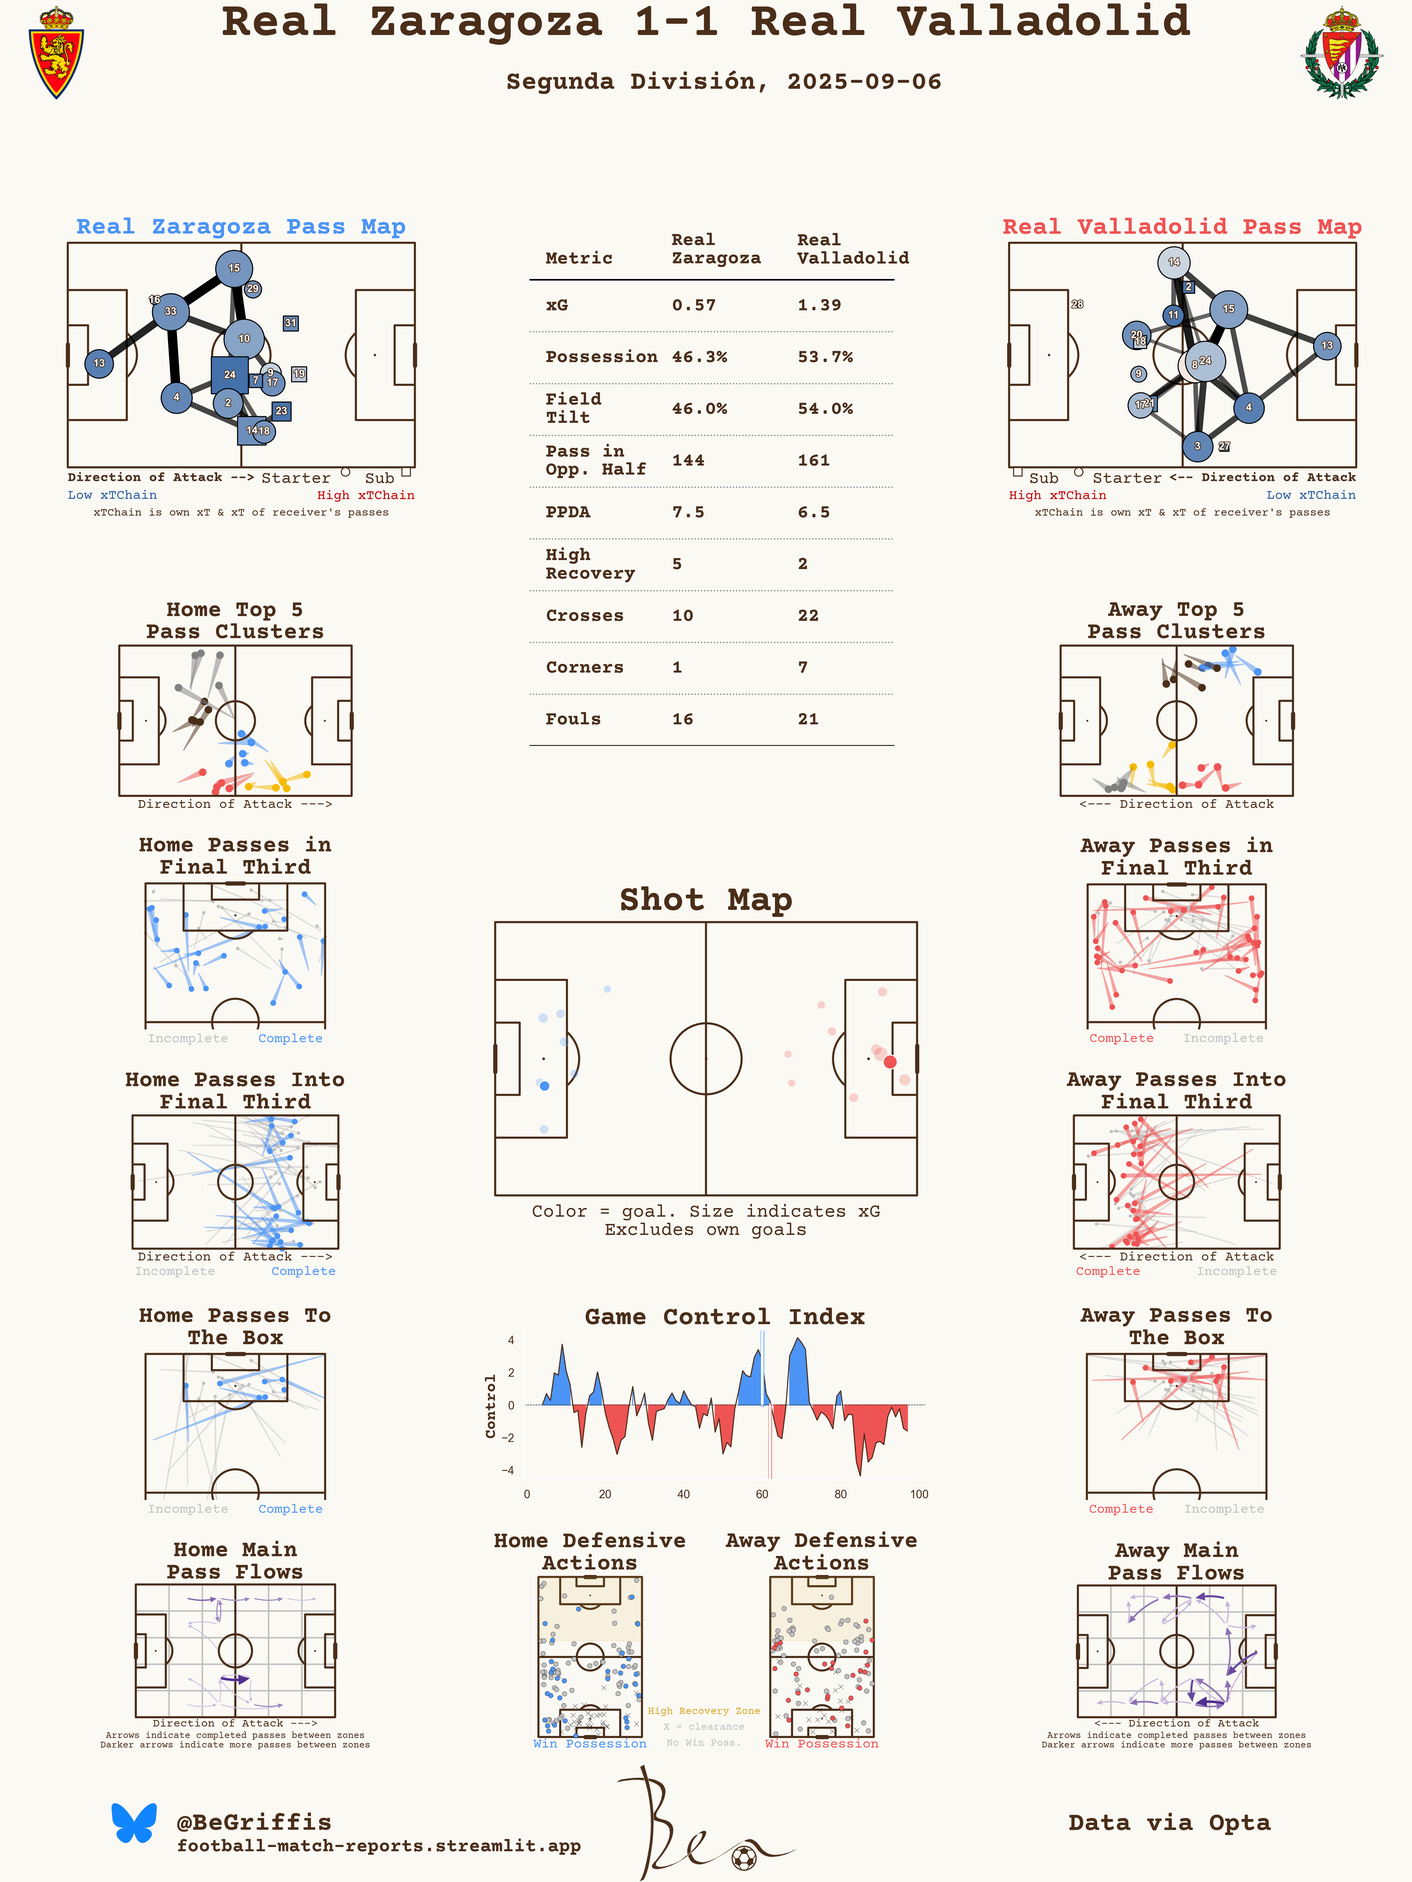 Real Zaragoza 1-1 Real Valladolid
Segunda División, 2025-09-06
Real Zaragoza Pass Map
15
29
16
33
31
10
13
24
9
19
7
17
4
2
23
14
18
Direction of Attack --> Starter Sub
Low xTChain High xTChain
xTChain is own xT & xT of receiver's passes
Metric Real Zaragoza Real Valladolid
xG 0.57 1.39
Possession 46.3% 53.7%
Field Tilt 46.0% 54.0%
Pass in Opp. Half 144 161
PPDA 7.5 6.5
High Recovery 5 2
Crosses 10 22
Corners 1 7
Fouls 16 21
Real Valladolid Pass Map
14
2
28
11
15
20
18
13
8
24
9
17
21
4
3
27
Sub Starter <-- Direction of Attack
High xTChain Low xTChain
xTChain is own xT & xT of receiver's passes
Home Top 5
Pass Clusters
Direction of Attack --->
Away Top 5
Pass Clusters
<--- Direction of Attack
Home Passes in
Final Third
Incomplete Complete
Away Passes in
Final Third
Complete Incomplete
Shot Map
Color = goal. Size indicates xG
Excludes own goals
Home Passes Into
Final Third
Direction of Attack --->
Incomplete Complete
Away Passes Into
Final Third
<--- Direction of Attack
Complete Incomplete
Home Passes To
The Box
Incomplete Complete
Game Control Index
Control
4
2
0
−2
−4
0 20 40 60 80 100
Away Passes To
The Box
Complete Incomplete
Home Main
Pass Flows
Direction of Attack --->
Arrows indicate completed passes between zones
Darker arrows indicate more passes between zones
Home Defensive
Actions
Win Possession
High Recovery Zone
X = clearance
No Win Poss.
Away Defensive
Actions
Win Possession
Away Main
Pass Flows
<--- Direction of Attack
Arrows indicate completed passes between zones
Darker arrows indicate more passes between zones
@BeGriffis
football-match-reports.streamlit.app
Ben
Data via Opta